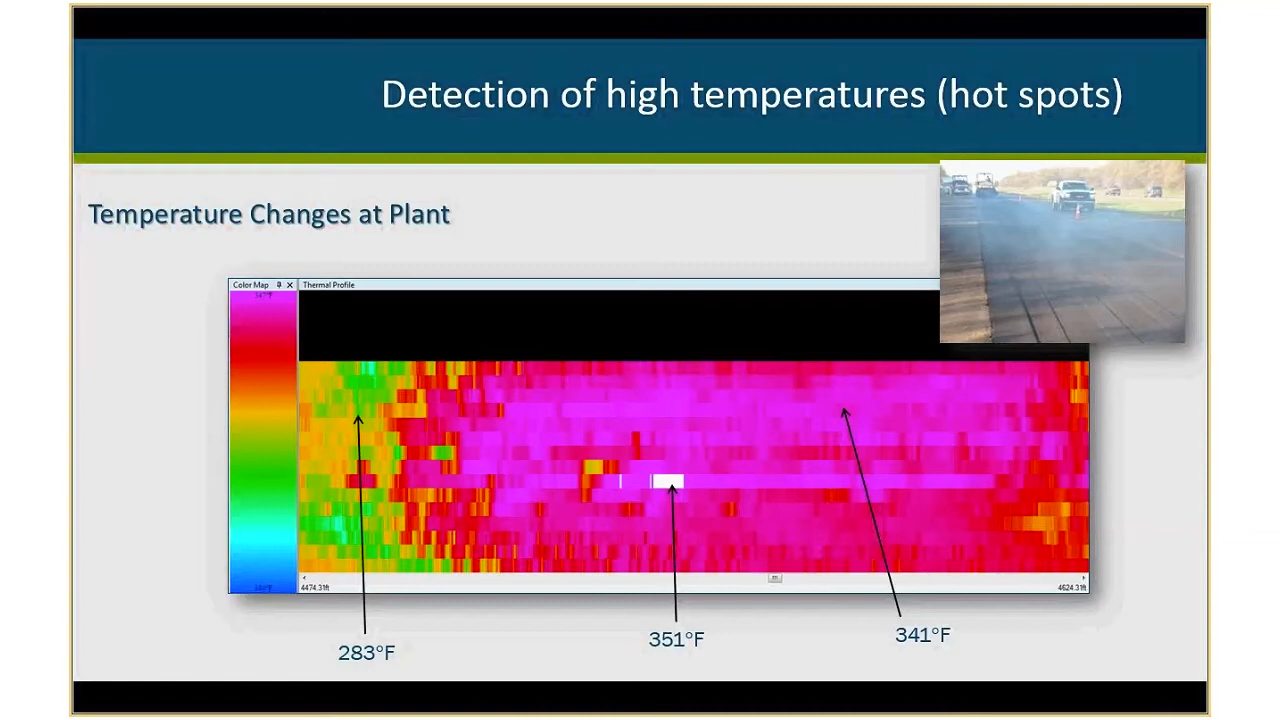 Detection of high temperatures (hot spots)
Temperature Changes at Plant
Color Map
Thermal Profile
4474.31ft
4624.31ft
283°F
351°F
341°F